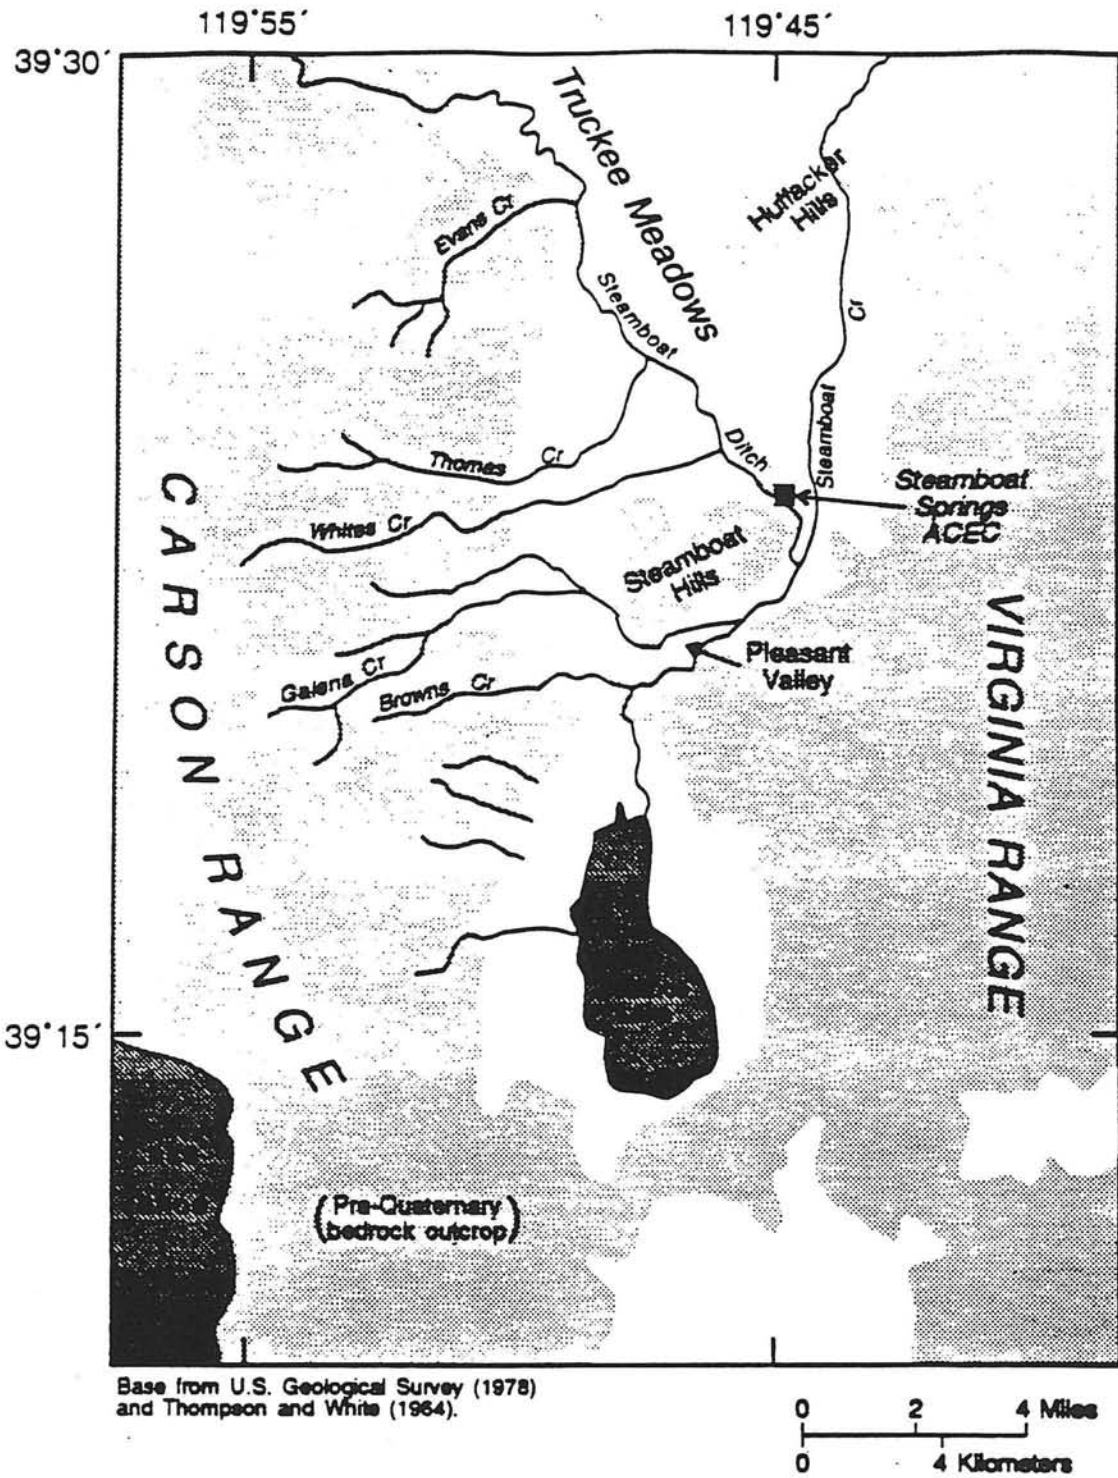 119°55′
119°45′
39°30′
Truckee Meadows
Huffacker
Hills
Evans Cr
Steamboat
Cr
Steamboat
Ditch
Thomas Cr
Steamboat
Springs
ACEC
Whites Cr
Steamboat
Hills
CARSON RANGE
VIRGINIA RANGE
Pleasant
Valley
Galena Cr
Browns Cr
39°15′
(Pre-Quaternary
bedrock outcrop)
Base from U.S. Geological Survey (1978)
and Thompson and White (1964).
0 2 4 Miles
0 4 Kilometers